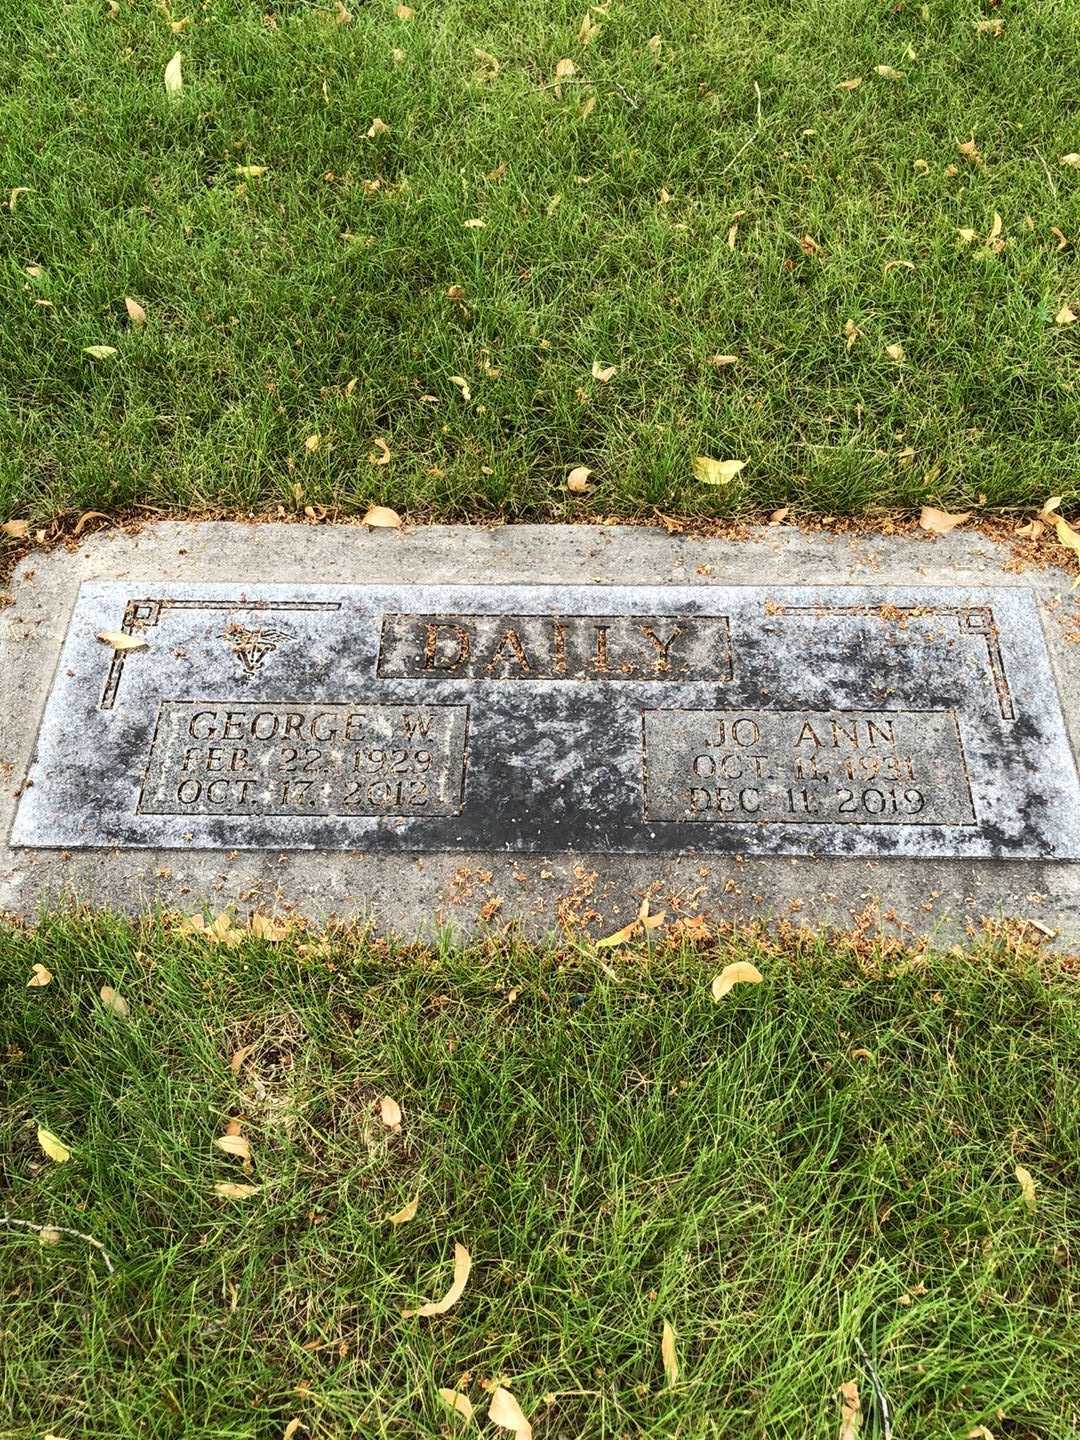 DAILY
GEORGE W
FEB. 22, 1929
OCT. 17, 2012
JO ANN
OCT. 11, 1931
DEC 11, 2019